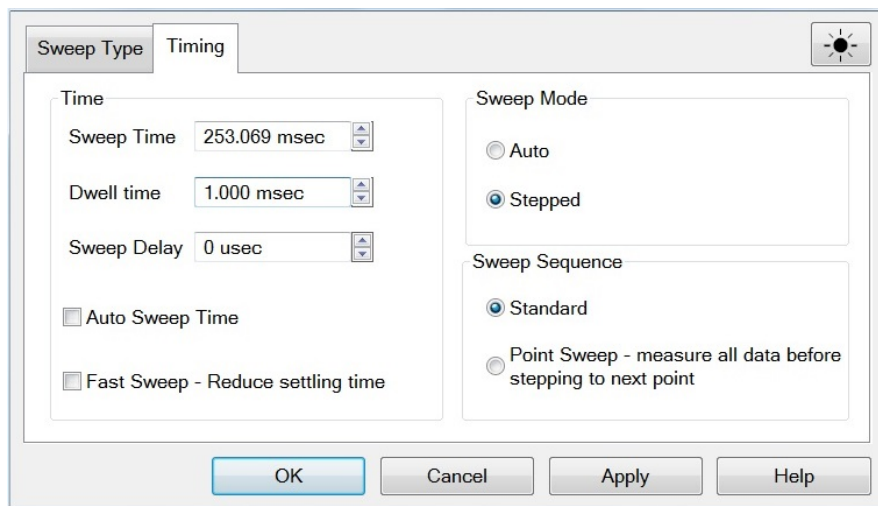 Sweep Type
Timing
Time
Sweep Time 253.069 msec
Dwell time 1.000 msec
Sweep Delay 0 usec
Auto Sweep Time
Fast Sweep - Reduce settling time
Sweep Mode
Auto
Stepped
Sweep Sequence
Standard
Point Sweep - measure all data before
stepping to next point
OK
Cancel
Apply
Help